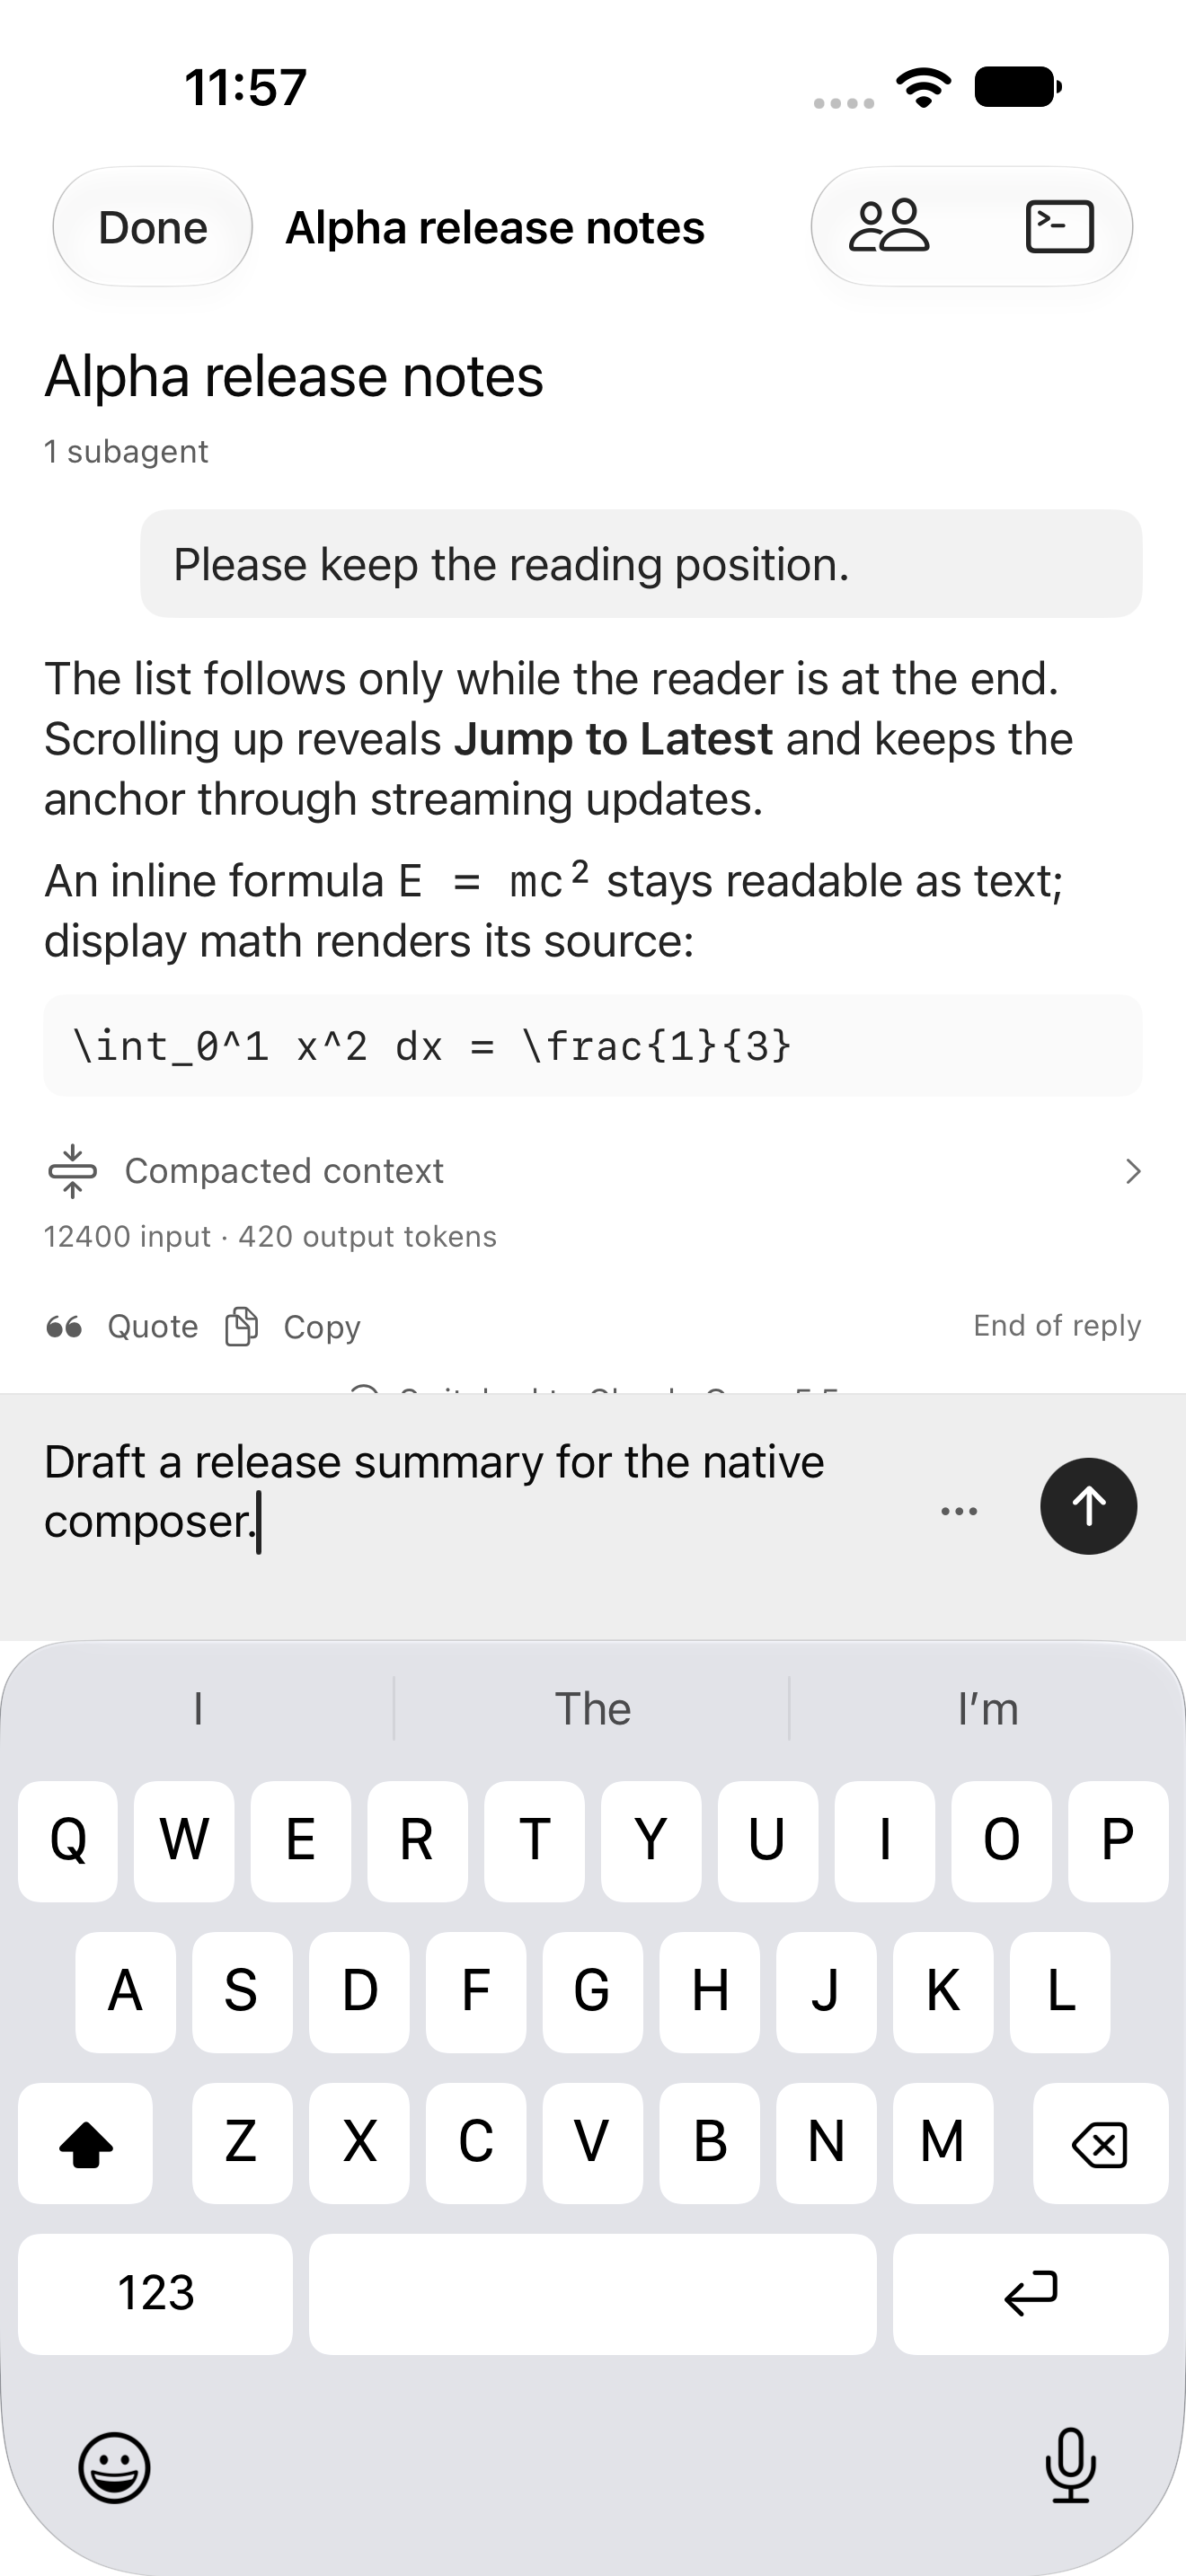 11:57
Done
Alpha release notes
Alpha release notes
1 subagent
Please keep the reading position.
The list follows only while the reader is at the end.
Scrolling up reveals Jump to Latest and keeps the
anchor through streaming updates.
An inline formula E = mc² stays readable as text;
display math renders its source:
\int_0^1 x^2 dx = \frac{1}{3}
Compacted context
12400 input · 420 output tokens
Quote Copy End of reply
Draft a release summary for the native
composer.
I The I’m
Q W E R T Y U I O P
A S D F G H J K L
Z X C V B N M
123